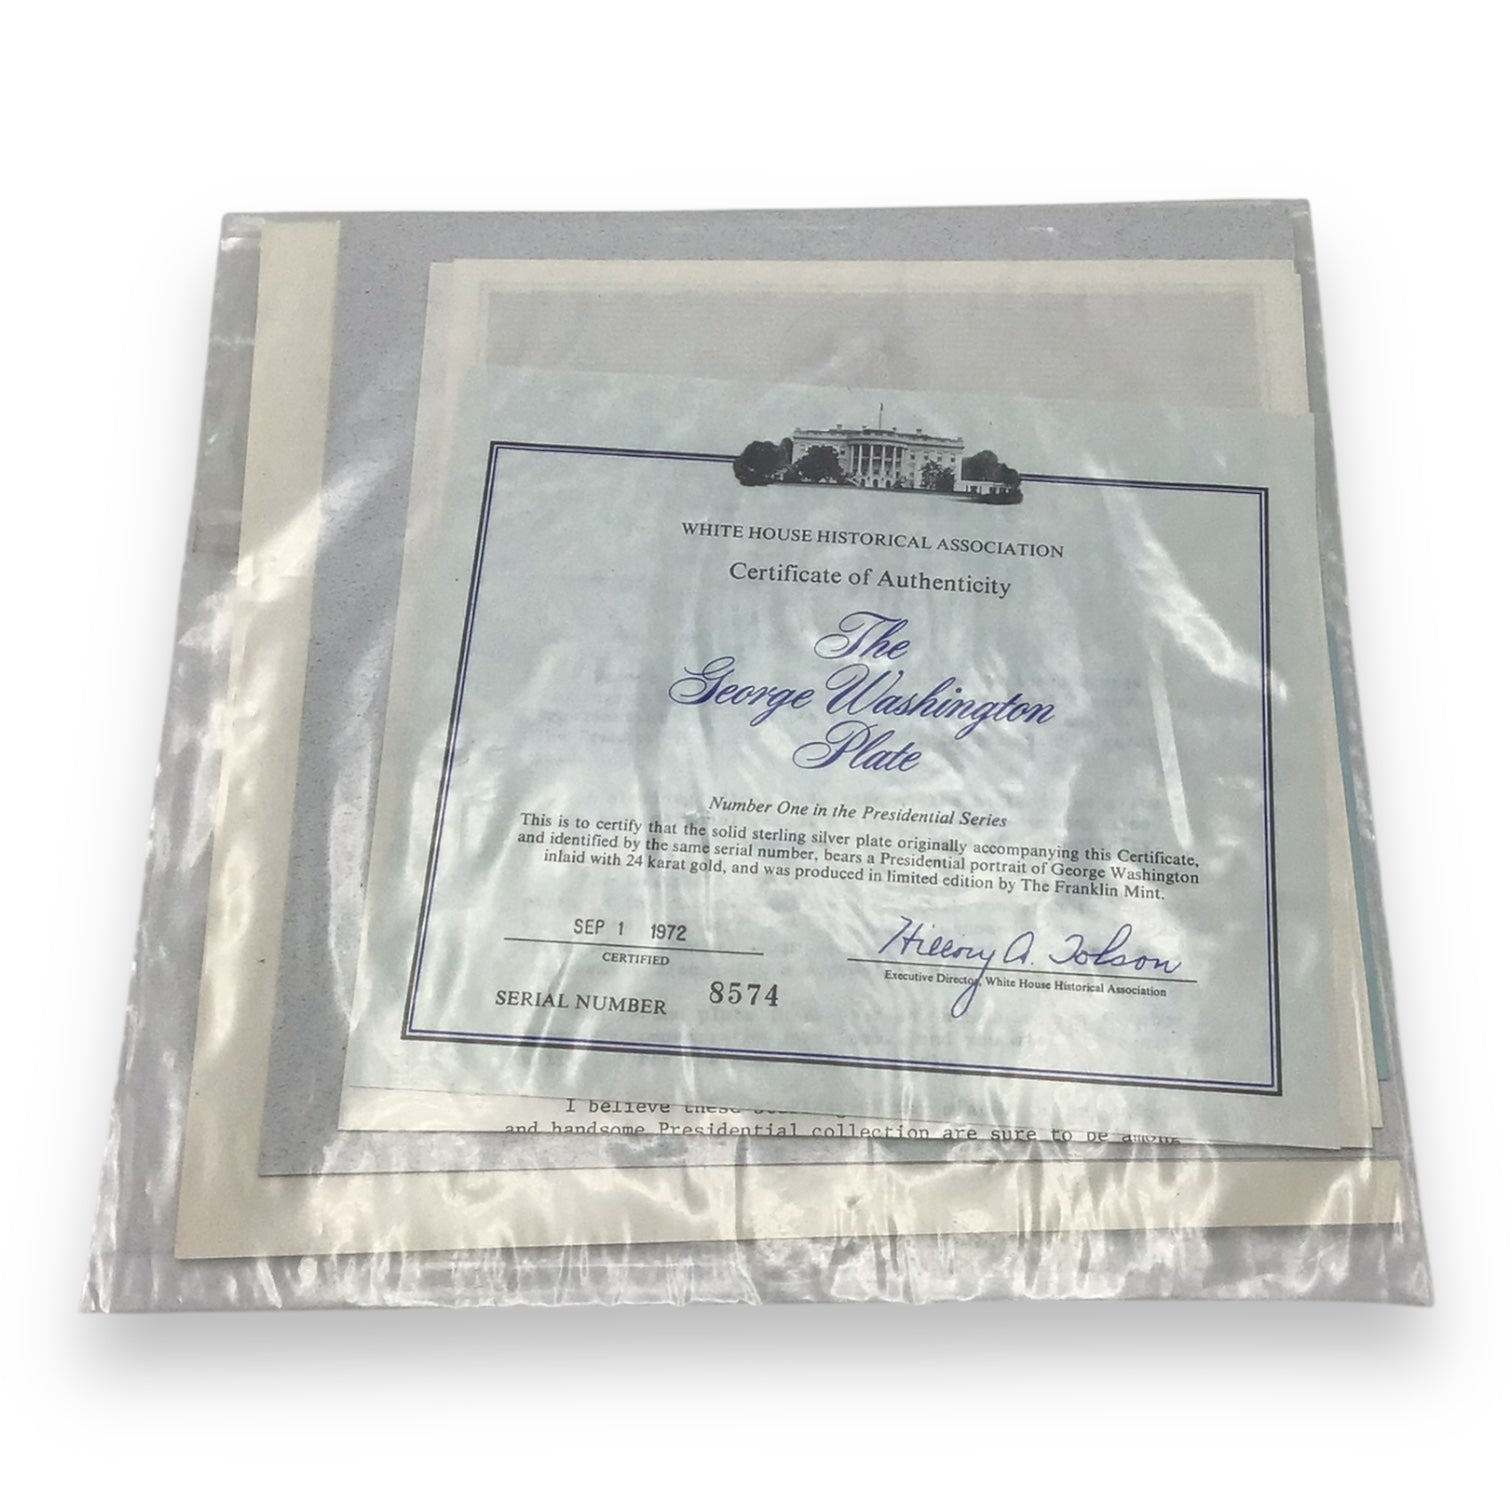 WHITE HOUSE HISTORICAL ASSOCIATION
Certificate of Authenticity
The
George Washington
Plate
Number One in the Presidential Series
This is to certify that the solid sterling silver plate originally accompanying this Certificate,
and identified by the same serial number, bears a Presidential portrait of George Washington
inlaid with 24 karat gold, and was produced in limited edition by The Franklin Mint.
SEP 1 1972
CERTIFIED
SERIAL NUMBER 8574
Hillory A. Tolson
Executive Director, White House Historical Association
I believe these
and handsome Presidential collection are sure to be among